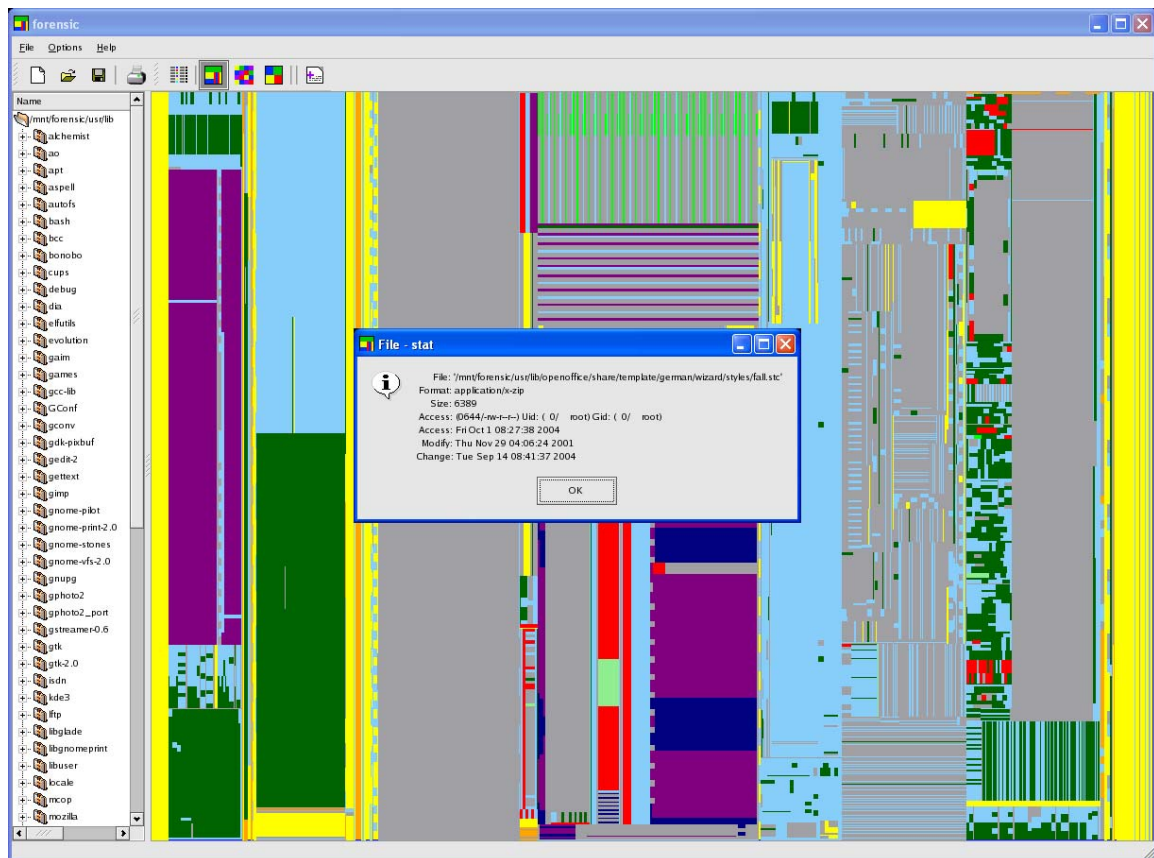 forensic
File Options Help
Name
/mnt/forensic/usr/lib
alchemist
ao
apt
aspell
autofs
bash
bcc
bonobo
cups
debug
dia
elfutils
evolution
gaim
games
gcc-lib
GConf
gconv
gdk-pixbuf
gedit-2
gettext
gimp
gnome-pilot
gnome-print-2.0
gnome-stones
gnome-vfs-2.0
gnupg
gphoto2
gphoto2_port
gstreamer-0.6
gtk
gtk-2.0
isdn
kde3
lftp
libglade
libgnomeprint
libuser
locale
mcop
mozilla
File - stat
File: '/mnt/forensic/usr/lib/openoffice/share/template/german/wizard/styles/fall.stc'
Format: application/x-zip
Size: 6389
Access: (0644/-rw-r--r--) Uid: ( 0/ root) Gid: ( 0/ root)
Access: Fri Oct 1 08:27:38 2004
Modify: Thu Nov 29 04:06:24 2001
Change: Tue Sep 14 08:41:37 2004
OK